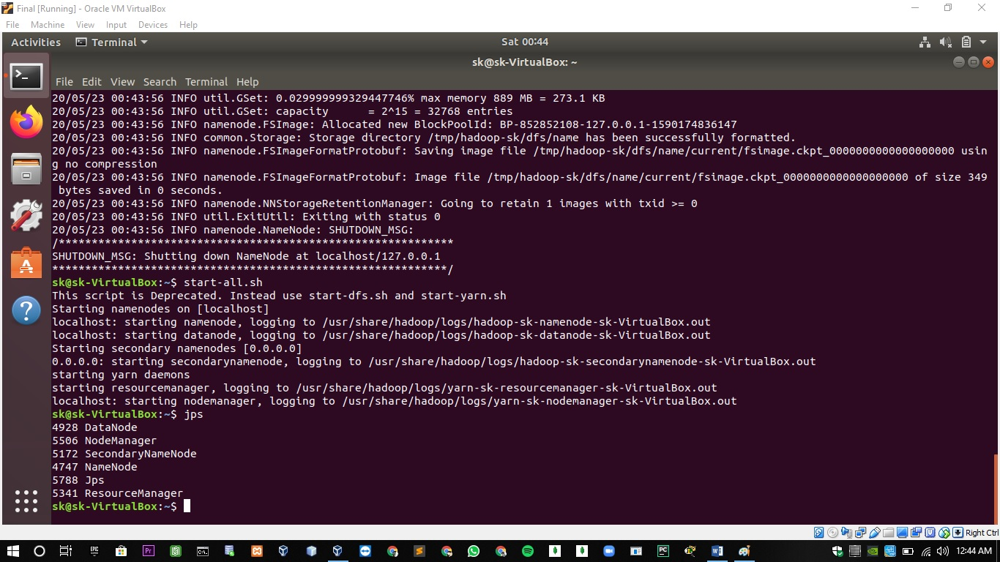 Final [Running] - Oracle VM VirtualBox
File Machine View Input Devices Help
Activities Terminal Sat 00:44
sk@sk-VirtualBox: ~
File Edit View Search Terminal Help
20/05/23 00:43:56 INFO util.GSet: 0.029999999329447746% max memory 889 MB = 273.1 KB
20/05/23 00:43:56 INFO util.GSet: capacity      = 2^15 = 32768 entries
20/05/23 00:43:56 INFO namenode.FSImage: Allocated new BlockPoolId: BP-852852108-127.0.0.1-1590174836147
20/05/23 00:43:56 INFO common.Storage: Storage directory /tmp/hadoop-sk/dfs/name has been successfully formatted.
20/05/23 00:43:56 INFO namenode.FSImageFormatProtobuf: Saving image file /tmp/hadoop-sk/dfs/name/current/fsimage.ckpt_0000000000000000000 usin
g no compression
20/05/23 00:43:56 INFO namenode.FSImageFormatProtobuf: Image file /tmp/hadoop-sk/dfs/name/current/fsimage.ckpt_0000000000000000000 of size 349
 bytes saved in 0 seconds.
20/05/23 00:43:56 INFO namenode.NNStorageRetentionManager: Going to retain 1 images with txid >= 0
20/05/23 00:43:56 INFO util.ExitUtil: Exiting with status 0
20/05/23 00:43:56 INFO namenode.NameNode: SHUTDOWN_MSG:
/************************************************************
SHUTDOWN_MSG: Shutting down NameNode at localhost/127.0.0.1
************************************************************/
sk@sk-VirtualBox:~$ start-all.sh
This script is Deprecated. Instead use start-dfs.sh and start-yarn.sh
Starting namenodes on [localhost]
localhost: starting namenode, logging to /usr/share/hadoop/logs/hadoop-sk-namenode-sk-VirtualBox.out
localhost: starting datanode, logging to /usr/share/hadoop/logs/hadoop-sk-datanode-sk-VirtualBox.out
Starting secondary namenodes [0.0.0.0]
0.0.0.0: starting secondarynamenode, logging to /usr/share/hadoop/logs/hadoop-sk-secondarynamenode-sk-VirtualBox.out
starting yarn daemons
starting resourcemanager, logging to /usr/share/hadoop/logs/yarn-sk-resourcemanager-sk-VirtualBox.out
localhost: starting nodemanager, logging to /usr/share/hadoop/logs/yarn-sk-nodemanager-sk-VirtualBox.out
sk@sk-VirtualBox:~$ jps
4928 DataNode
5506 NodeManager
5172 SecondaryNameNode
4747 NameNode
5788 Jps
5341 ResourceManager
sk@sk-VirtualBox:~$
Right Ctrl
EPIC Pr C:\. PC W 12:44 AM